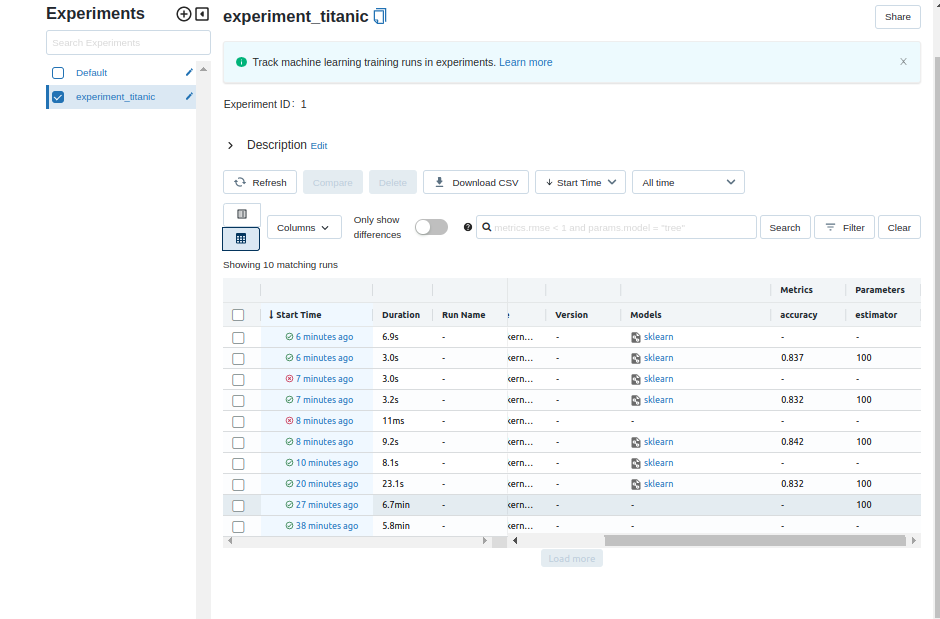 Experiments
experiment_titanic
Share
Search Experiments
Default
experiment_titanic
Track machine learning training runs in experiments. Learn more
Experiment ID: 1
Description Edit
Refresh Compare Delete Download CSV Start Time All time
Columns Only show differences metrics.rmse < 1 and params.model = "tree" Search Filter Clear
Showing 10 matching runs
Metrics Parameters
Start Time Duration Run Name Version Models accuracy estimator
6 minutes ago 6.9s - kern... - sklearn - -
6 minutes ago 3.0s - kern... - sklearn 0.837 100
7 minutes ago 3.0s - kern... - sklearn - -
7 minutes ago 3.2s - kern... - sklearn 0.832 100
8 minutes ago 11ms - kern... - - - -
8 minutes ago 9.2s - kern... - sklearn 0.842 100
10 minutes ago 8.1s - kern... - sklearn - -
20 minutes ago 23.1s - kern... - sklearn 0.832 100
27 minutes ago 6.7min - kern... - - - 100
38 minutes ago 5.8min - kern... - - - -
Load more